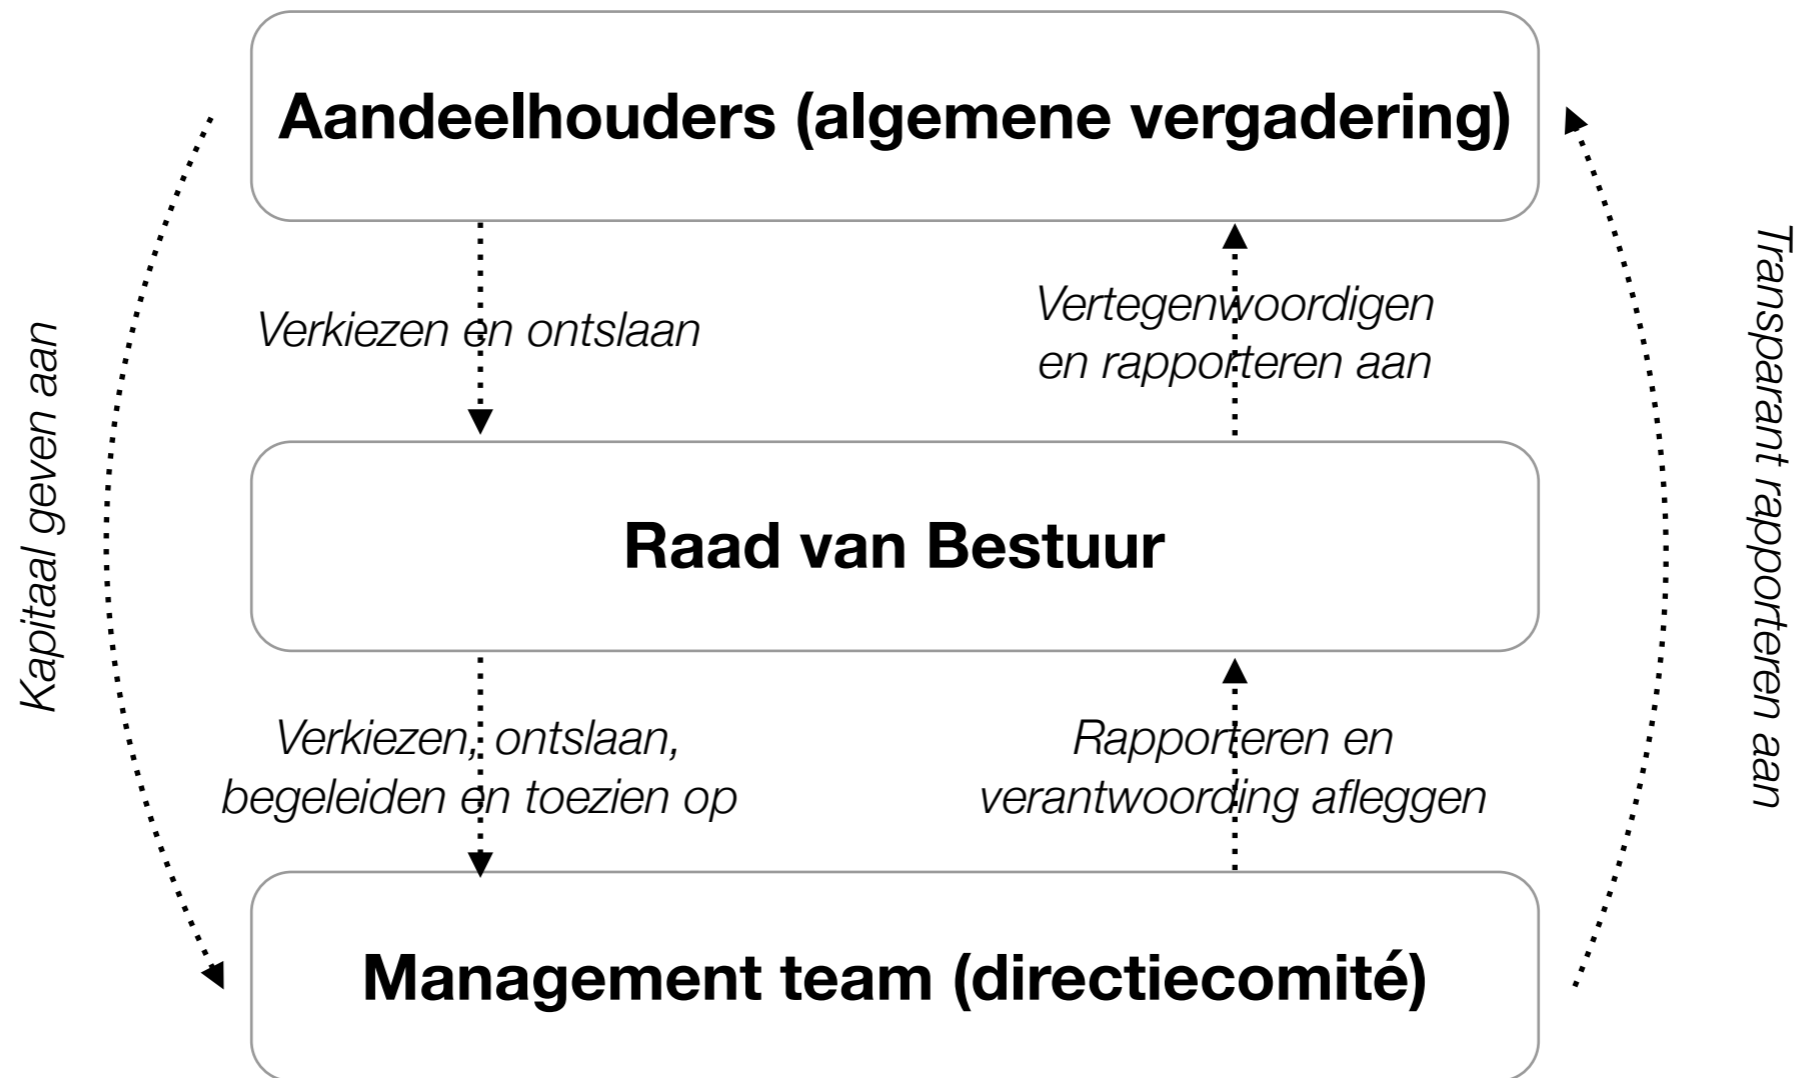 Aandeelhouders (algemene vergadering)
Kapitaal geven aan
Verkiezen en ontslaan
Vertegenwoordigen
en rapporteren aan
Transparant rapporteren aan
Raad van Bestuur
Verkiezen, ontslaan,
begeleiden en toezien op
Rapporteren en
verantwoording afleggen
Management team (directiecomité)